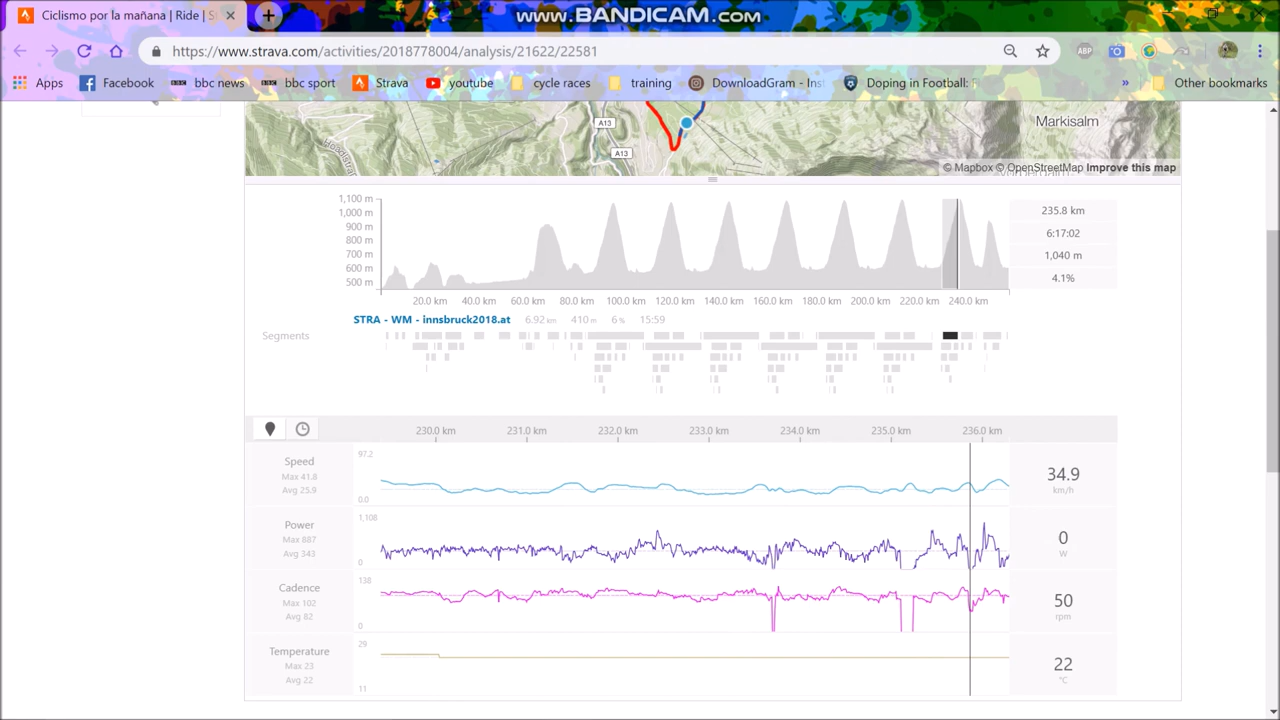 Ciclismo por la mañana | Ride | S
www.BANDICAM.com
https://www.strava.com/activities/2018778004/analysis/21622/22581
ABP
Apps Facebook BBC bbc news BBC bbc sport Strava youtube cycle races training DownloadGram - Inst Doping in Football: » Other bookmarks
A13
A13
Markisalm
© Mapbox © OpenStreetMap Improve this map
1,100 m
1,000 m
900 m
800 m
700 m
600 m
500 m
235.8 km
6:17:02
1,040 m
4.1%
20.0 km 40.0 km 60.0 km 80.0 km 100.0 km 120.0 km 140.0 km 160.0 km 180.0 km 200.0 km 220.0 km 240.0 km
STRA - WM - innsbruck2018.at 6.92 km 410 m 6 % 15:59
Segments
230.0 km 231.0 km 232.0 km 233.0 km 234.0 km 235.0 km 236.0 km
Speed
Max 41.8
Avg 25.9
97.2
0.0
34.9
km/h
Power
Max 887
Avg 343
1,108
0
0
W
Cadence
Max 102
Avg 82
138
0
50
rpm
Temperature
Max 23
Avg 22
29
11
22
°C